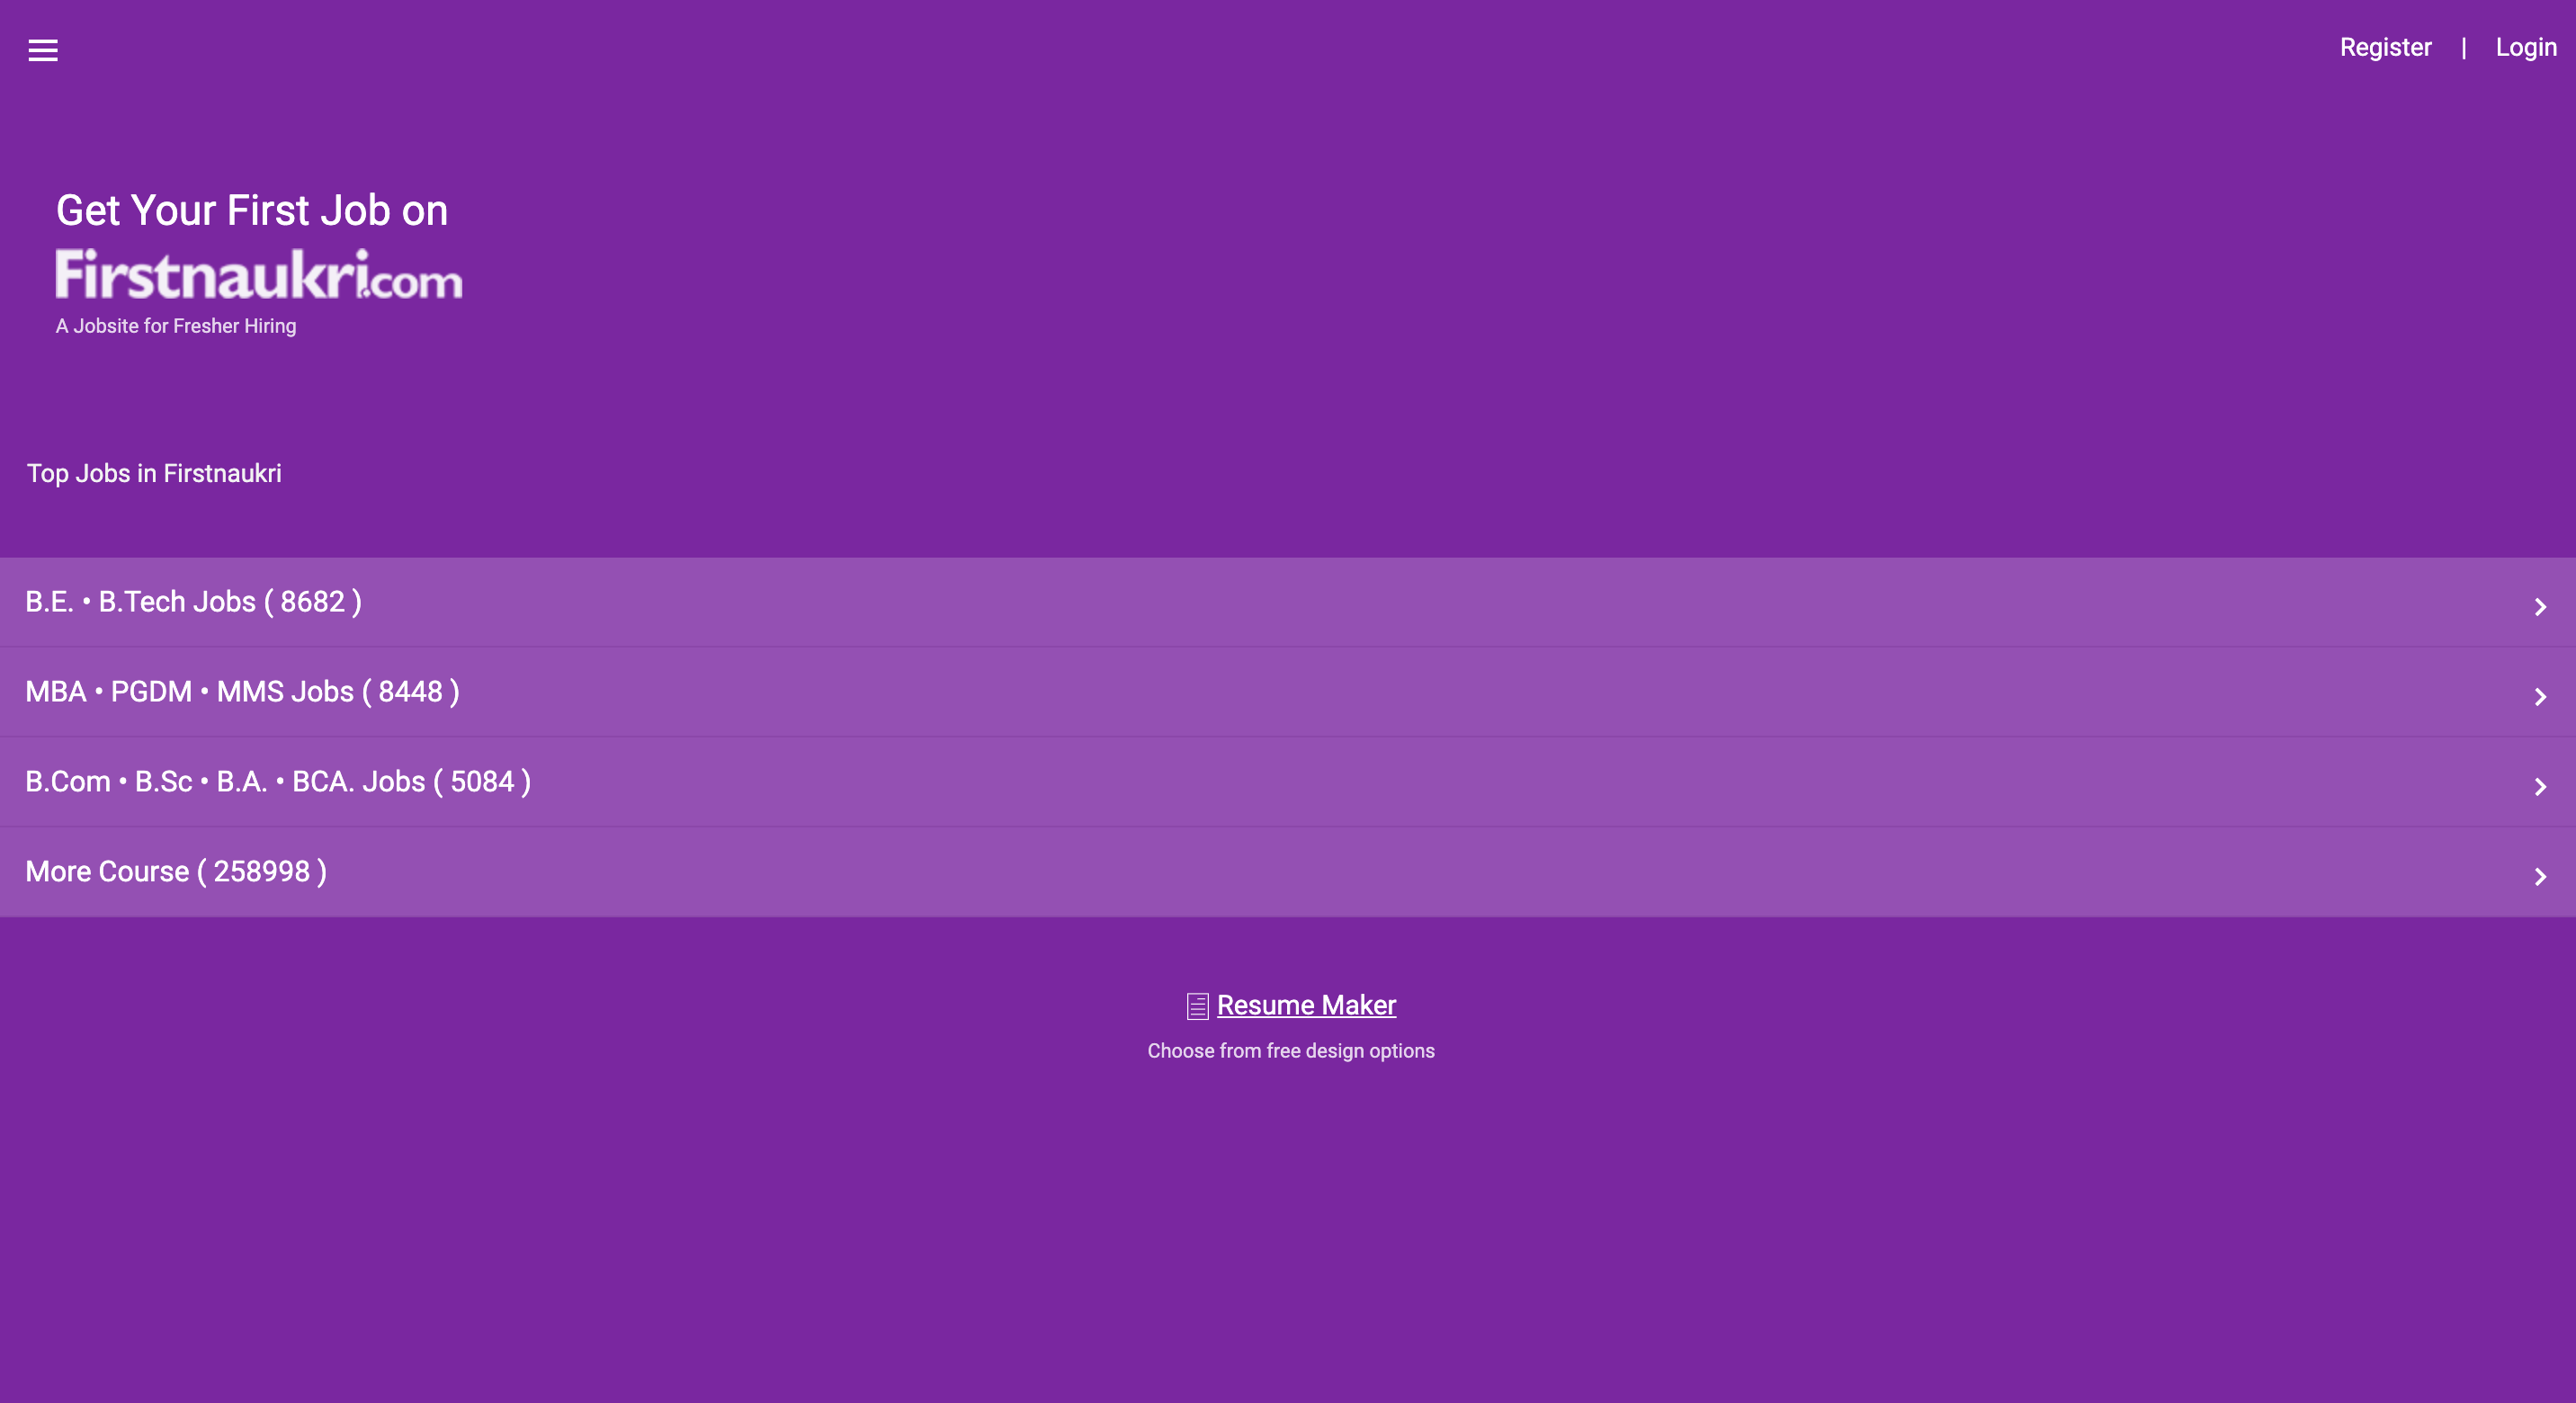 Register | Login
Get Your First Job on
Firstnaukri.com
A Jobsite for Fresher Hiring
Top Jobs in Firstnaukri
B.E. • B.Tech Jobs ( 8682 )
MBA • PGDM • MMS Jobs ( 8448 )
B.Com • B.Sc • B.A. • BCA. Jobs ( 5084 )
More Course ( 258998 )
Resume Maker
Choose from free design options